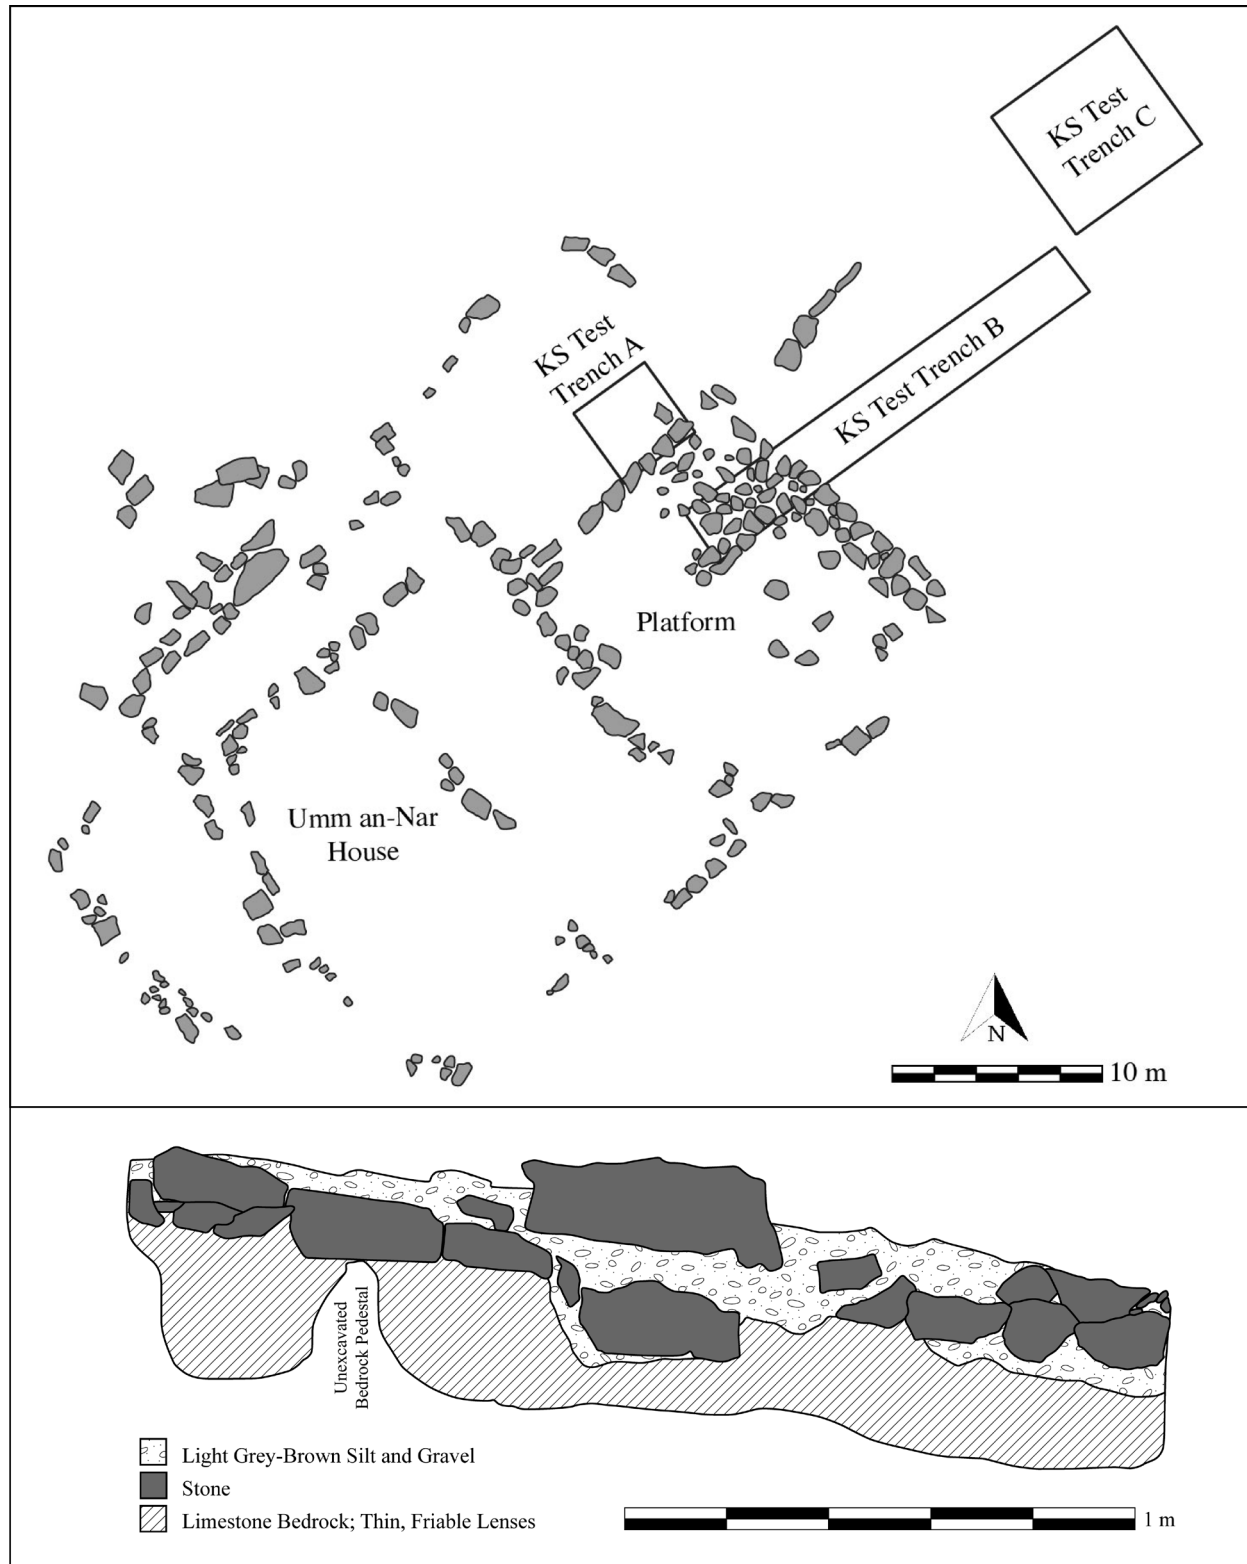 KS Test
Trench C
KS Test
Trench A
KS Test Trench B
Platform
Umm an-Nar
House
N
10 m
Unexcavated
Bedrock Pedestal
Light Grey-Brown Silt and Gravel
Stone
Limestone Bedrock; Thin, Friable Lenses
1 m